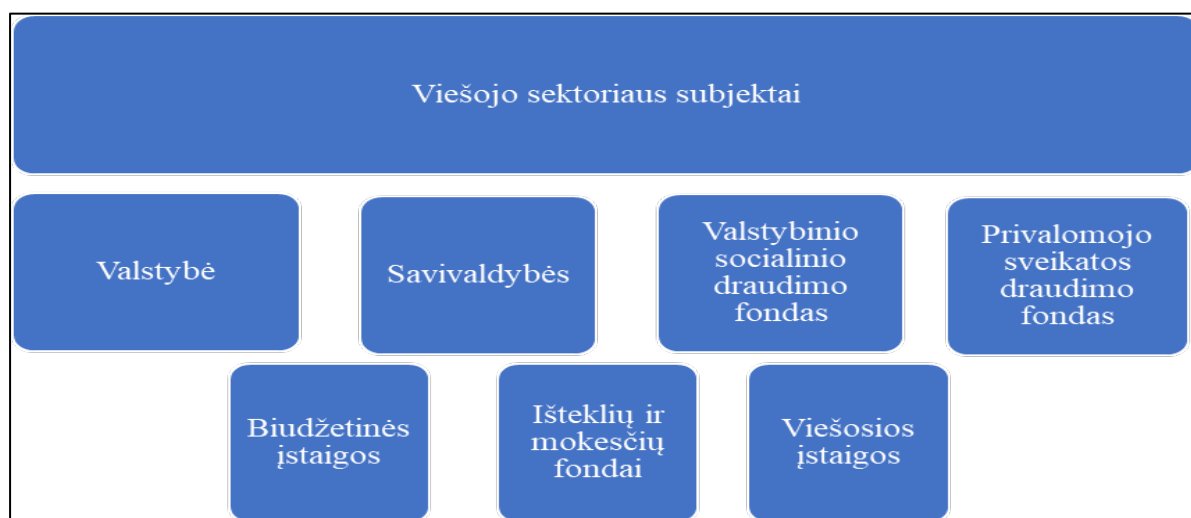 Viešojo sektoriaus subjektai
Valstybė
Savivaldybės
Valstybinio
socialinio
draudimo
fondas
Privalomojo
sveikatos
draudimo
fondas
Biudžetinės
įstaigos
Išteklių ir
mokesčių
fondai
Viešosios
įstaigos